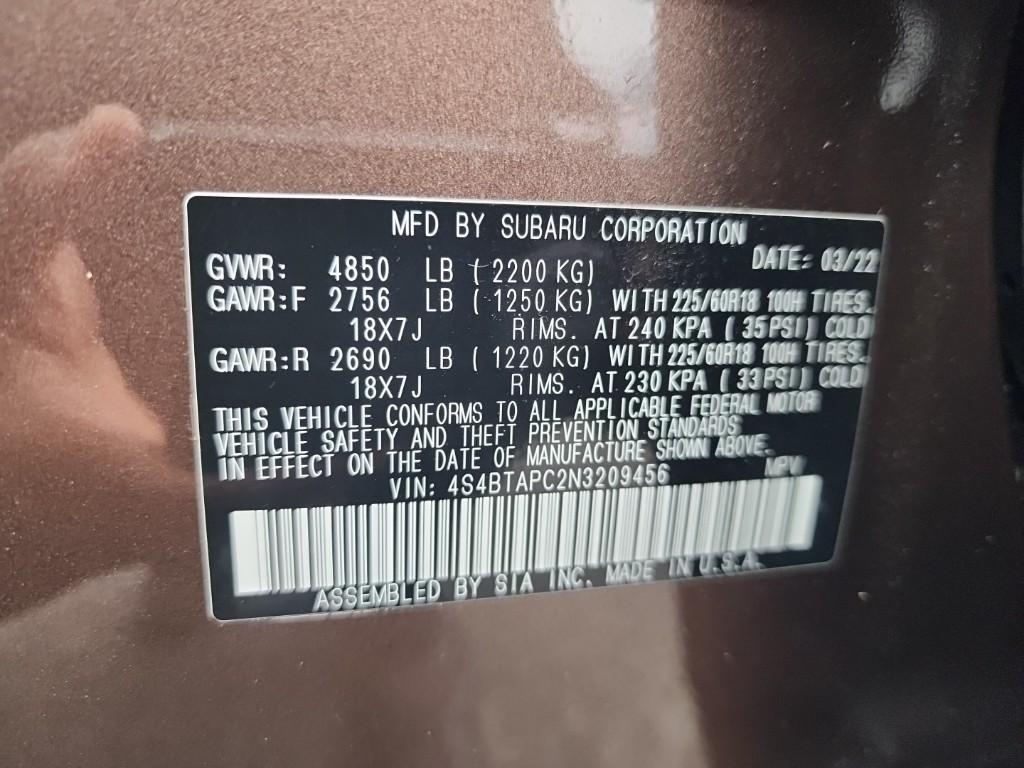 MFD BY SUBARU CORPORATION
DATE: 03/22
GVWR: 4850 LB (2200 KG)
GAWR:F 2756 LB (1250 KG) WITH 225/60R18 100H TIRES.
18X7J RIMS. AT 240 KPA (35PSI) COLD
GAWR:R 2690 LB (1220 KG) WITH 225/60R18 100H TIRES.
18X7J RIMS. AT 230 KPA (33PSI) COLD
THIS VEHICLE CONFORMS TO ALL APPLICABLE FEDERAL MOTOR
VEHICLE SAFETY AND THEFT PREVENTION STANDARDS
IN EFFECT ON THE DATE OF MANUFACTURE SHOWN ABOVE.
VIN: 4S4BTAPC2N3209456 MPV
ASSEMBLED BY SIA INC. MADE IN U.S.A.